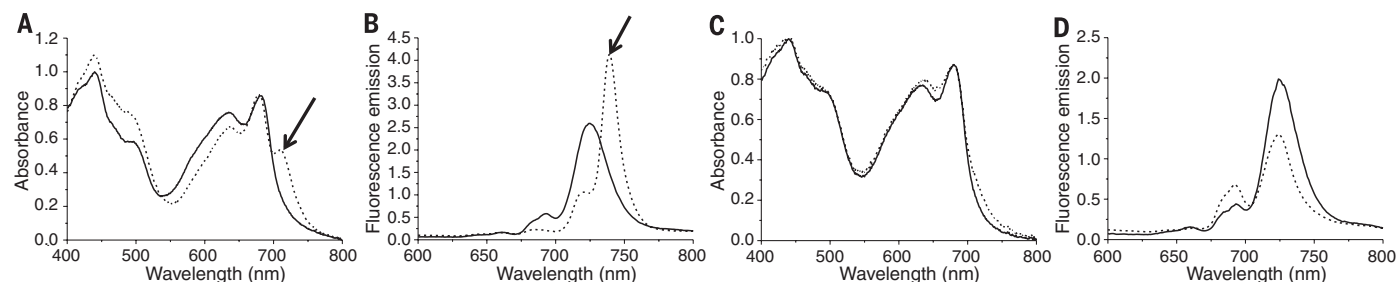 A
1.2
1.0
0.8
0.6
0.4
0.2
0.0
Absorbance
400 500 600 700 800
Wavelength (nm)
B
4.5
4.0
3.5
3.0
2.5
2.0
1.5
1.0
0.5
0.0
Fluorescence emission
600 650 700 750 800
Wavelength (nm)
C
1.0
0.8
0.6
0.4
0.2
0.0
Absorbance
400 500 600 700 800
Wavelength (nm)
D
2.5
2.0
1.5
1.0
0.5
0.0
Fluorescence emission
600 650 700 750 800
Wavelength (nm)